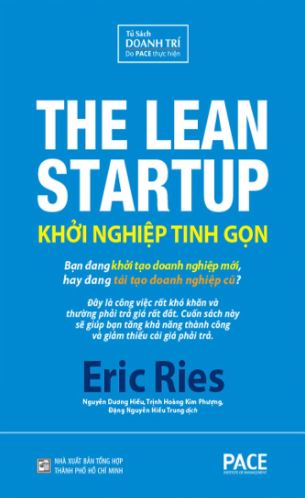 Tủ Sách
DOANH TRÍ
Do PACE thực hiện
THE LEAN
STARTUP
KHỞI NGHIỆP TINH GỌN
Bạn đang khởi tạo doanh nghiệp mới,
hay đang tái tạo doanh nghiệp cũ?
Đây là công việc rất khó khăn và
thường phải trả giá rất đắt. Cuốn sách này
sẽ giúp bạn tăng khả năng thành công
và giảm thiểu cái giá phải trả.
Eric Ries
Nguyễn Dương Hiếu, Trịnh Hoàng Kim Phượng,
Đặng Nguyễn Hiếu Trung dịch
NHÀ XUẤT BẢN TỔNG HỢP
THÀNH PHỐ HỒ CHÍ MINH
PACE
INSTITUTE OF MANAGEMENT